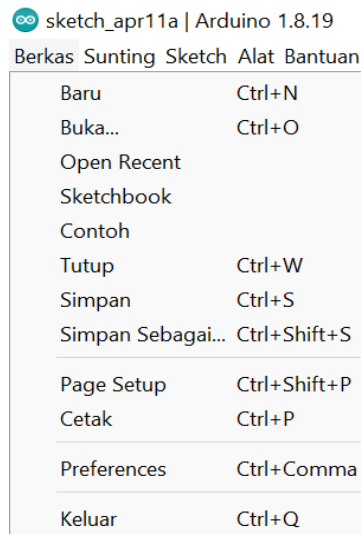 sketch_apr11a | Arduino 1.8.19
Berkas Sunting Sketch Alat Bantuan
Baru Ctrl+N
Buka... Ctrl+O
Open Recent
Sketchbook
Contoh
Tutup Ctrl+W
Simpan Ctrl+S
Simpan Sebagai... Ctrl+Shift+S
Page Setup Ctrl+Shift+P
Cetak Ctrl+P
Preferences Ctrl+Comma
Keluar Ctrl+Q